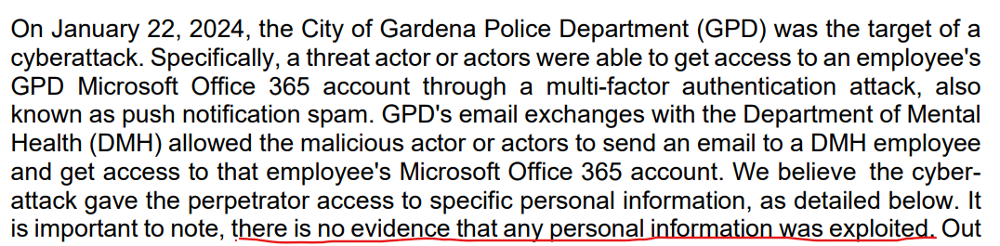 On January 22, 2024, the City of Gardena Police Department (GPD) was the target of a
cyberattack. Specifically, a threat actor or actors were able to get access to an employee's
GPD Microsoft Office 365 account through a multi-factor authentication attack, also
known as push notification spam. GPD's email exchanges with the Department of Mental
Health (DMH) allowed the malicious actor or actors to send an email to a DMH employee
and get access to that employee's Microsoft Office 365 account. We believe the cyber-
attack gave the perpetrator access to specific personal information, as detailed below. It
is important to note, there is no evidence that any personal information was exploited. Out